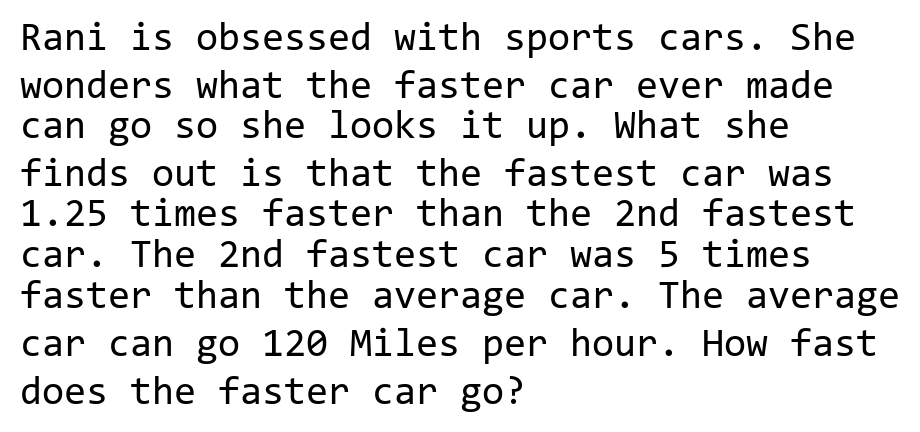 Rani is obsessed with sports cars. She
wonders what the faster car ever made
can go so she looks it up. What she
finds out is that the fastest car was
1.25 times faster than the 2nd fastest
car. The 2nd fastest car was 5 times
faster than the average car. The average
car can go 120 Miles per hour. How fast
does the faster car go?